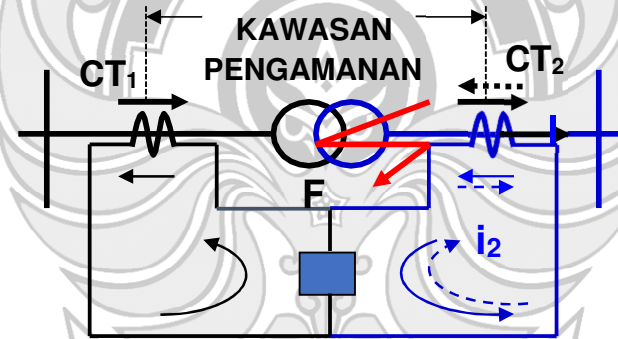 KAWASAN
PENGAMANAN
CT1
CT2
I
F
i2